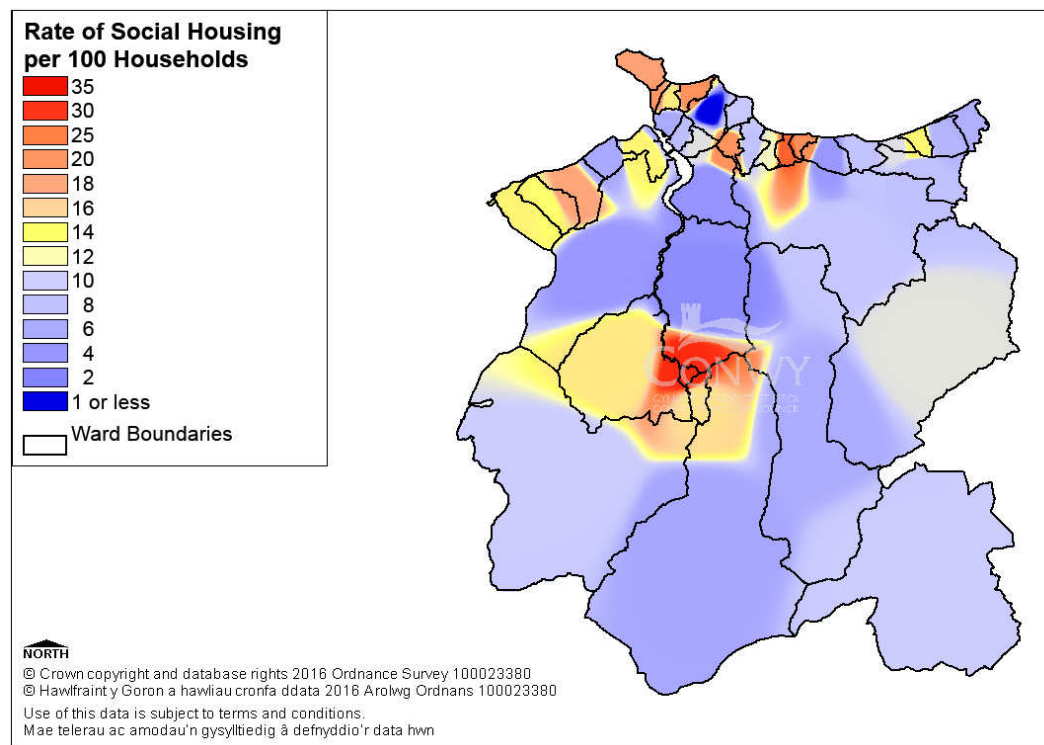 Rate of Social Housing
per 100 Households
35
30
25
20
18
16
14
12
10
8
6
4
2
1 or less
Ward Boundaries
CONWY
NORTH
© Crown copyright and database rights 2016 Ordnance Survey 100023380
© Hawlfraint y Goron a hawliau cronfa ddata 2016 Arolwg Ordnans 100023380
Use of this data is subject to terms and conditions.
Mae telerau ac amodau'n gysylltiedig â defnyddio'r data hwn